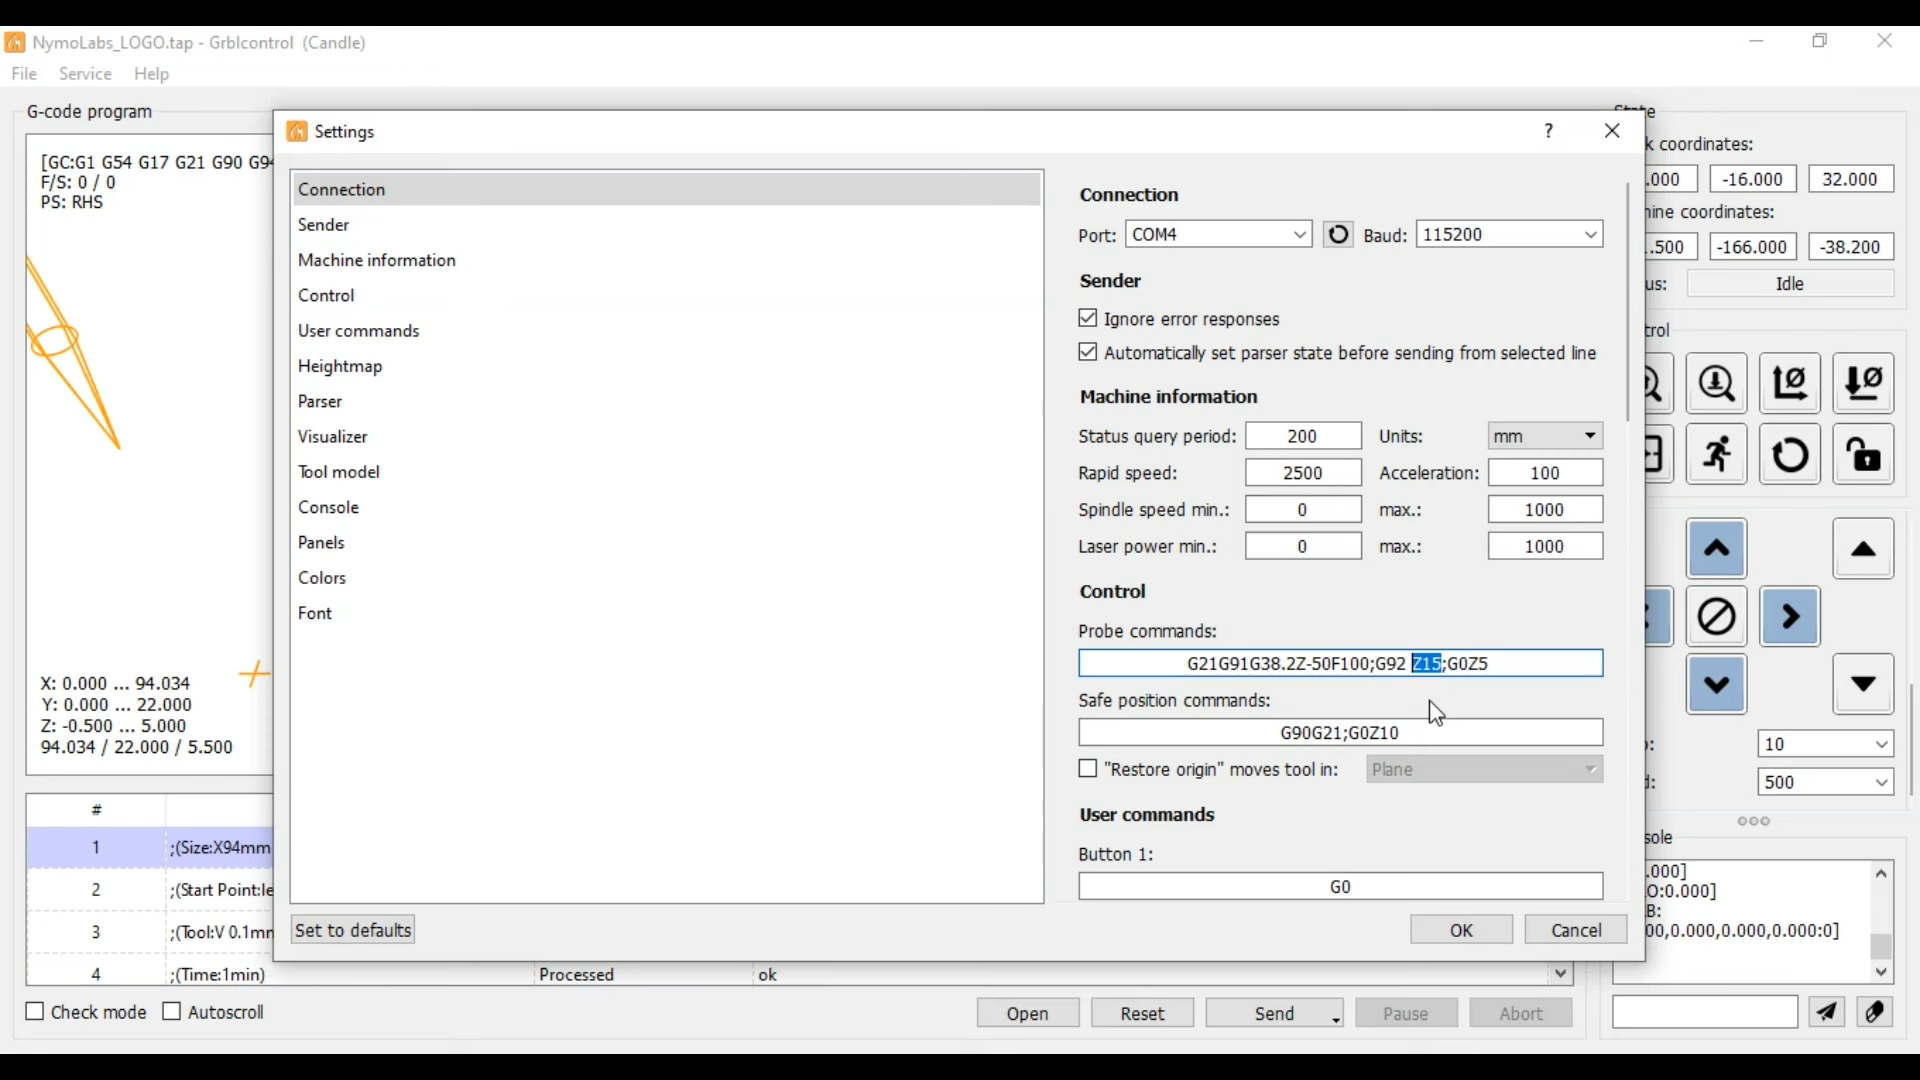 NymoLabs_LOGO.tap - Grblcontrol (Candle)
File Service Help
G-code program
[GC:G1 G54 G17 G21 G90 G94
F/S: 0 / 0
PS: RHS
X: 0.000 ... 94.034
Y: 0.000 ... 22.000
Z: -0.500 ... 5.000
94.034 / 22.000 / 5.500
#
1 ;(Size:X94mm
2 ;(Start Point:le
3 ;(Tool:V 0.1mm
4 ;(Time:1min) Processed ok
Check mode Autoscroll
Open Reset Send Pause Abort
Settings ?
Connection
Sender
Machine information
Control
User commands
Heightmap
Parser
Visualizer
Tool model
Console
Panels
Colors
Font
Set to defaults
Connection
Port: COM4 Baud: 115200
Sender
Ignore error responses
Automatically set parser state before sending from selected line
Machine information
Status query period: 200 Units: mm
Rapid speed: 2500 Acceleration: 100
Spindle speed min.: 0 max.: 1000
Laser power min.: 0 max.: 1000
Control
Probe commands:
G21G91G38.2Z-50F100;G92 Z15;G0Z5
Safe position commands:
G90G21;G0Z10
"Restore origin" moves tool in: Plane
User commands
Button 1:
G0
OK Cancel
k coordinates:
.000 -16.000 32.000
ine coordinates:
.500 -166.000 -38.200
us: Idle
trol
10
500
sole
.000]
O:0.000]
B:
00,0.000,0.000,0.000:0]